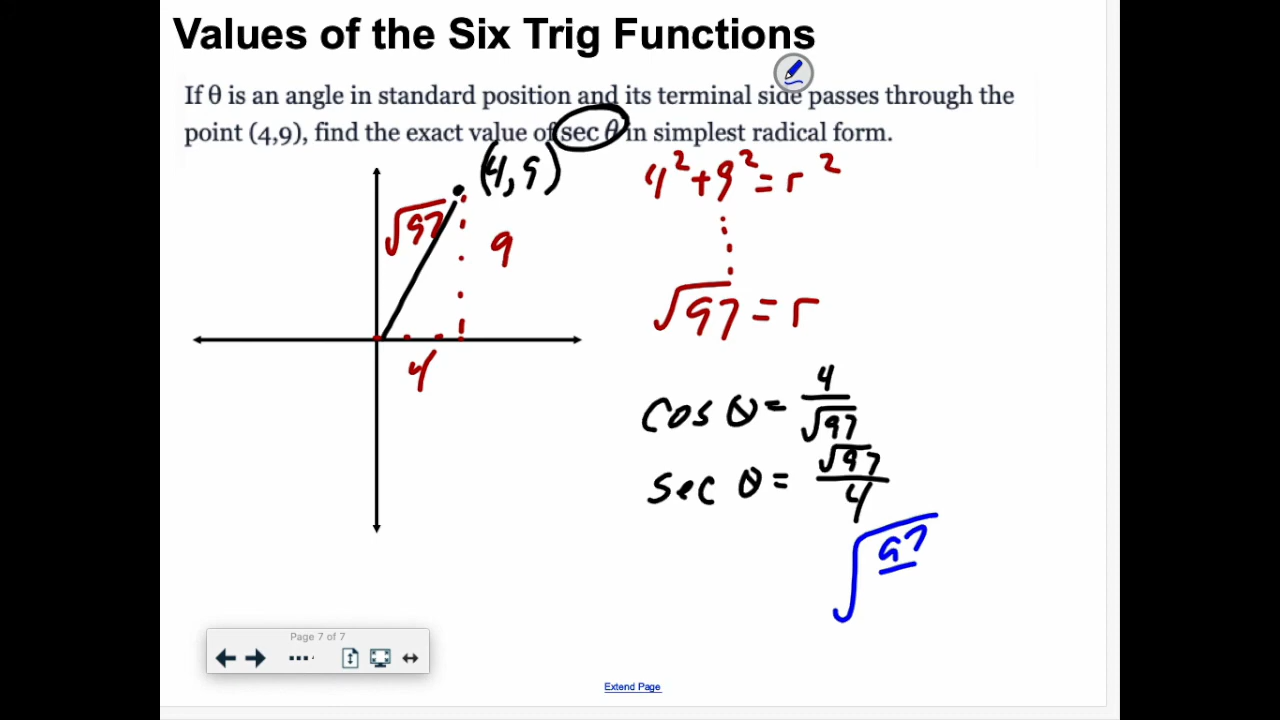 Values of the Six Trig Functions
If θ is an angle in standard position and its terminal side passes through the
point (4,9), find the exact value of sec θ in simplest radical form.
(4,9)
4² + 9² = r²
√97
9
√97 = r
4
cos θ = 4/√97
sec θ = √97/4
√97
Page 7 of 7
Extend Page